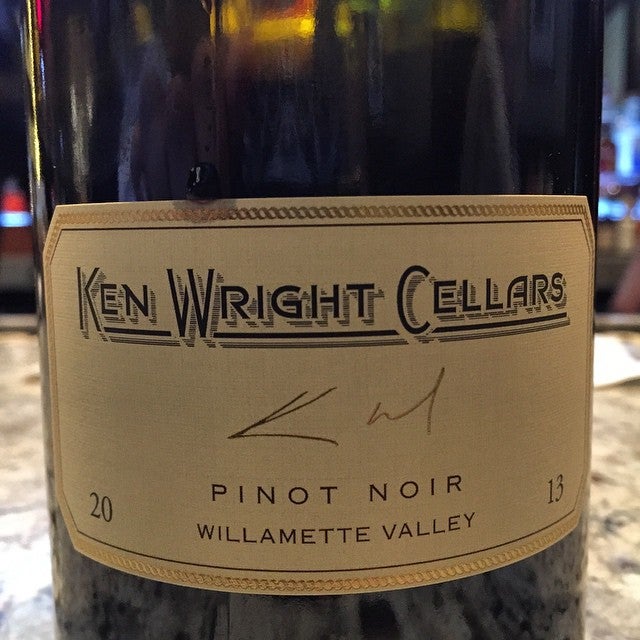 KEN WRIGHT CELLARS
PINOT NOIR
20 13
WILLAMETTE VALLEY